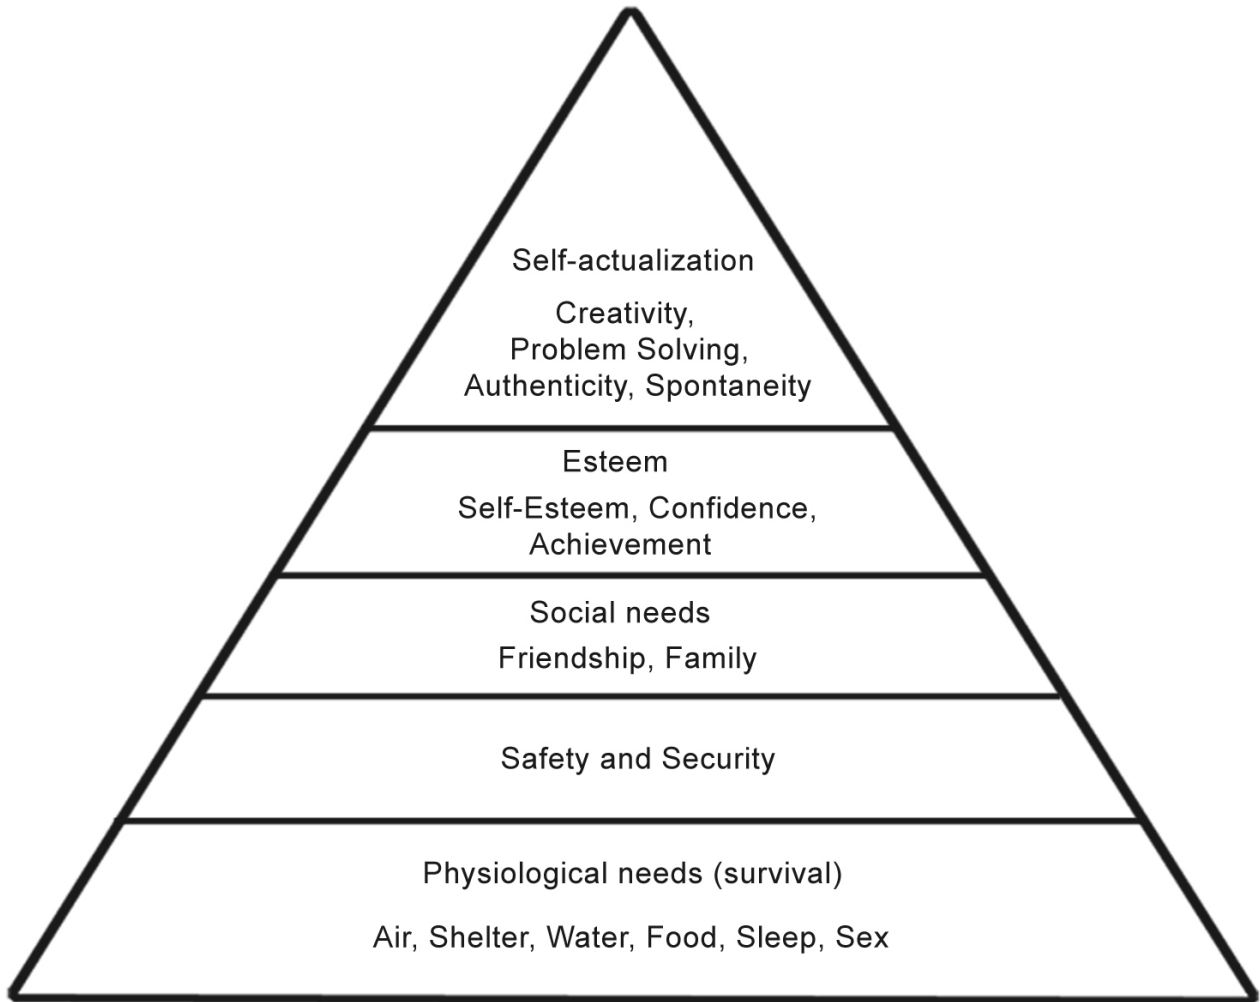 Self-actualization
Creativity,
Problem Solving,
Authenticity, Spontaneity
Esteem
Self-Esteem, Confidence,
Achievement
Social needs
Friendship, Family
Safety and Security
Physiological needs (survival)
Air, Shelter, Water, Food, Sleep, Sex